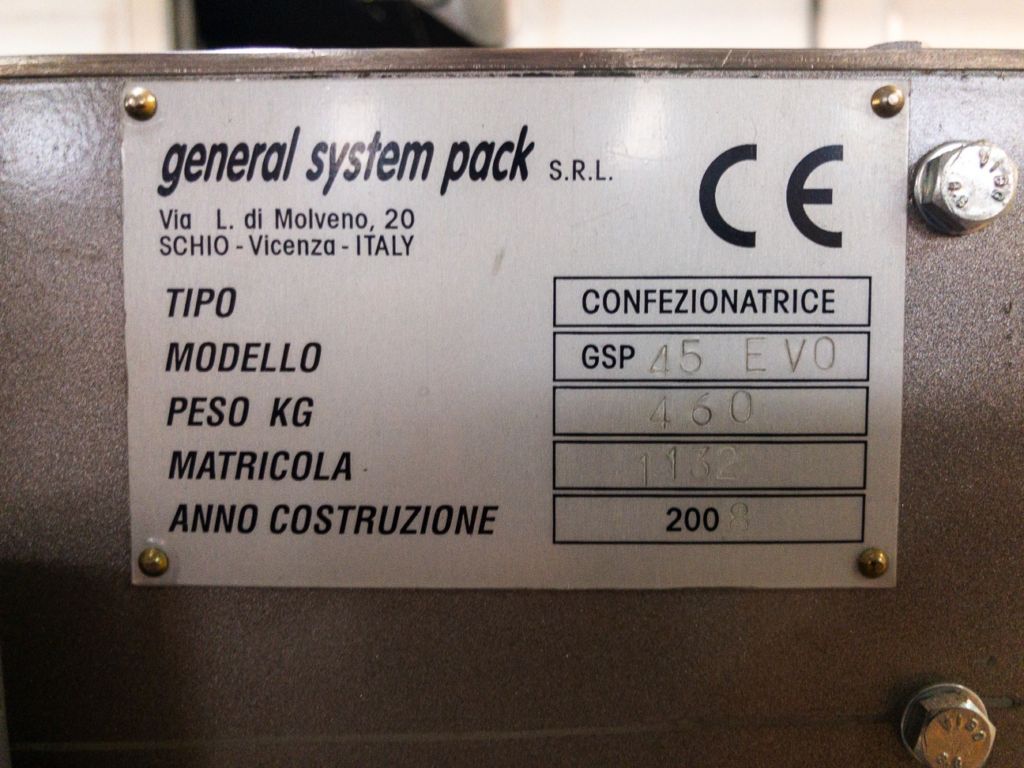 general system pack S.R.L.
CE
Via L. di Molveno, 20
SCHIO - Vicenza - ITALY
TIPO CONFEZIONATRICE
MODELLO GSP 45 EVO
PESO KG 460
MATRICOLA 1132
ANNO COSTRUZIONE 2008